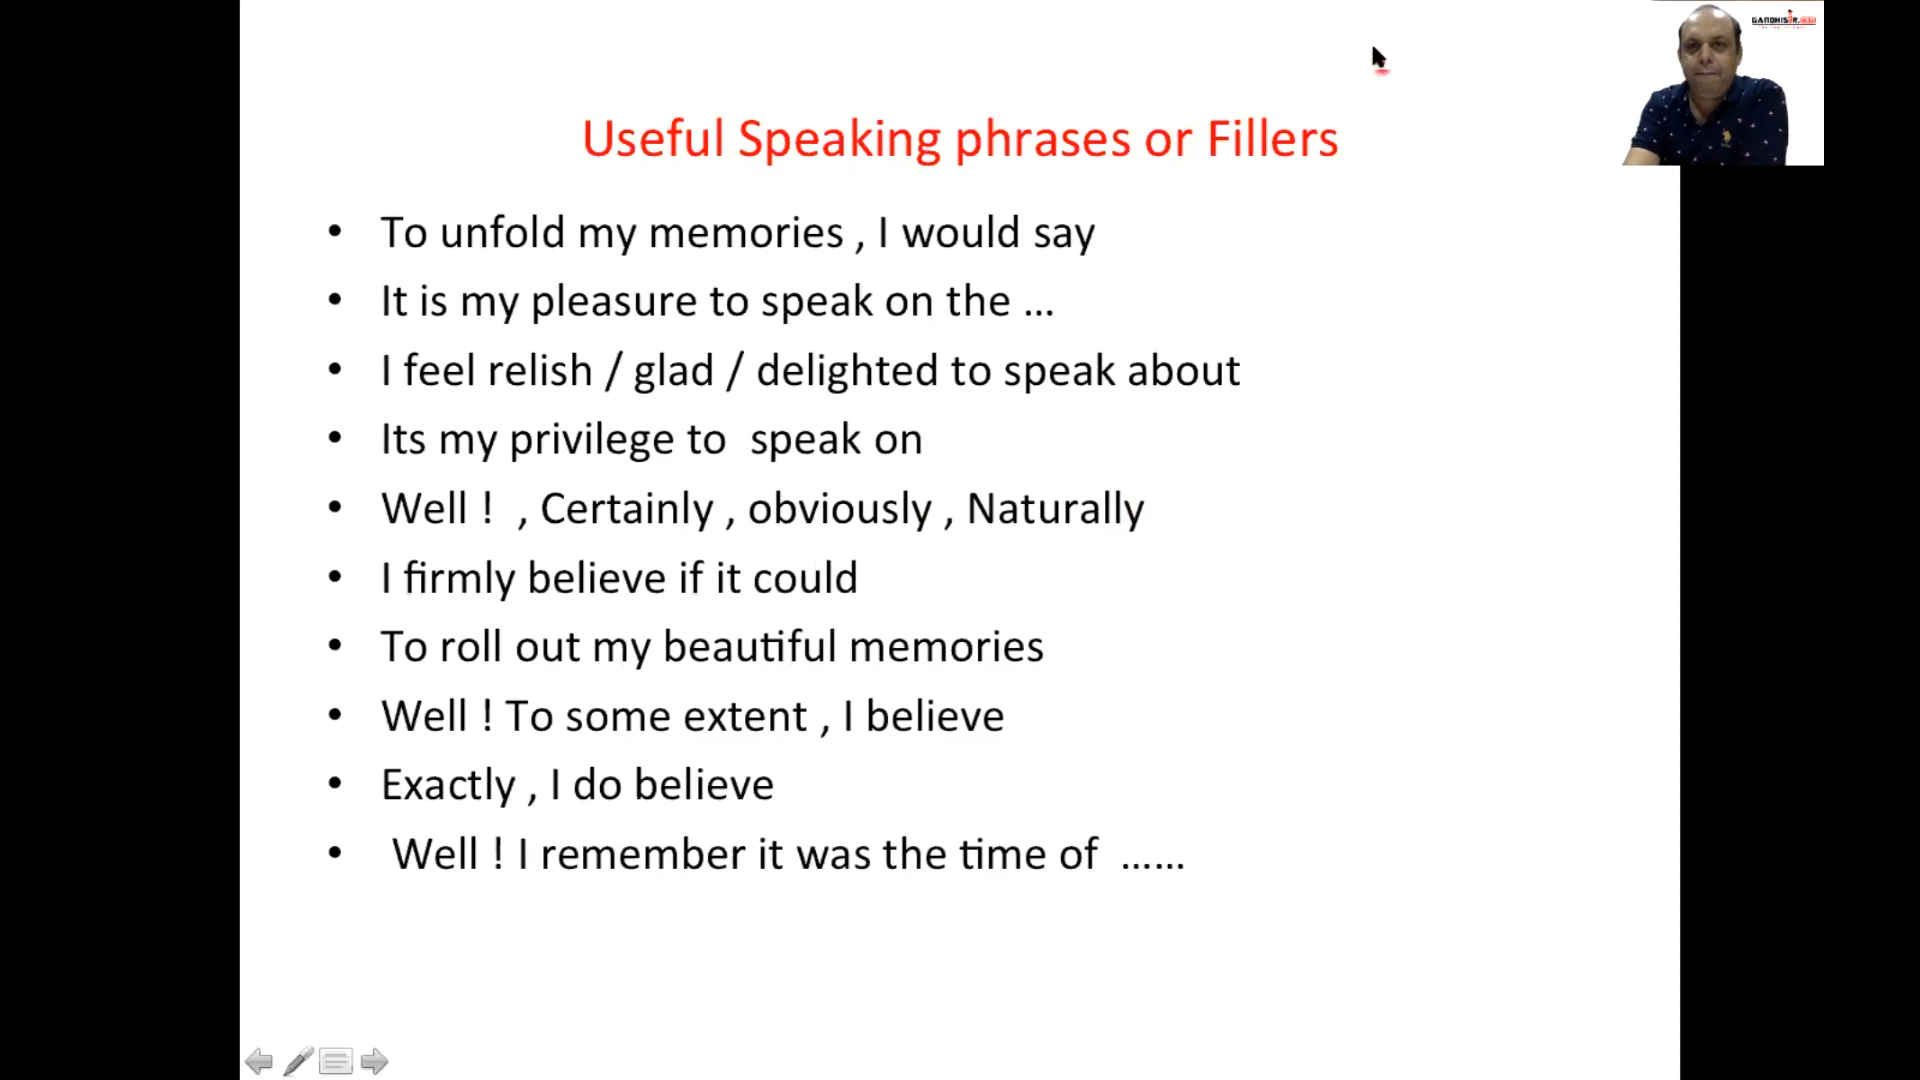 GANDHISIR.COM
Useful Speaking phrases or Fillers
• To unfold my memories , I would say
• It is my pleasure to speak on the ...
• I feel relish / glad / delighted to speak about
• Its my privilege to  speak on
• Well !  , Certainly , obviously , Naturally
• I firmly believe if it could
• To roll out my beautiful memories
• Well ! To some extent , I believe
• Exactly , I do believe
• Well ! I remember it was the time of  ......